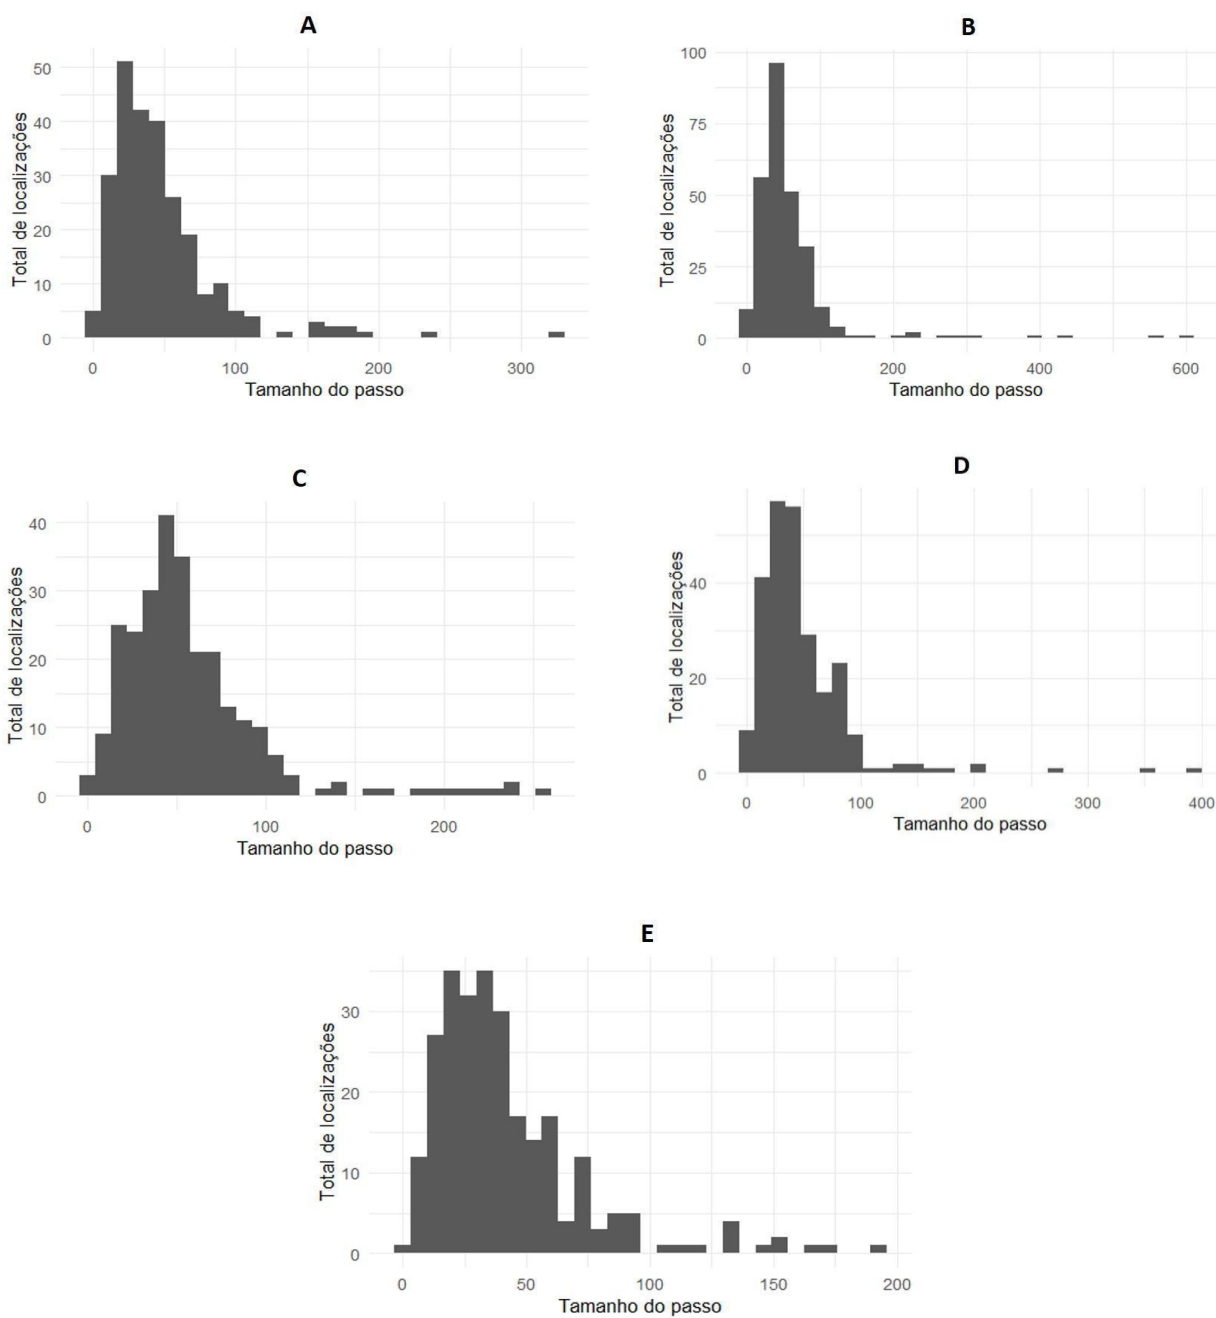 A
Total de localizações
50
40
30
20
10
0
0 100 200 300
Tamanho do passo
B
Total de localizações
100
75
50
25
0
0 200 400 600
Tamanho do passo
C
Total de localizações
40
30
20
10
0
0 100 200
Tamanho do passo
D
Total de localizações
40
20
0
0 100 200 300 400
Tamanho do passo
E
Total de localizações
30
20
10
0
0 50 100 150 200
Tamanho do passo